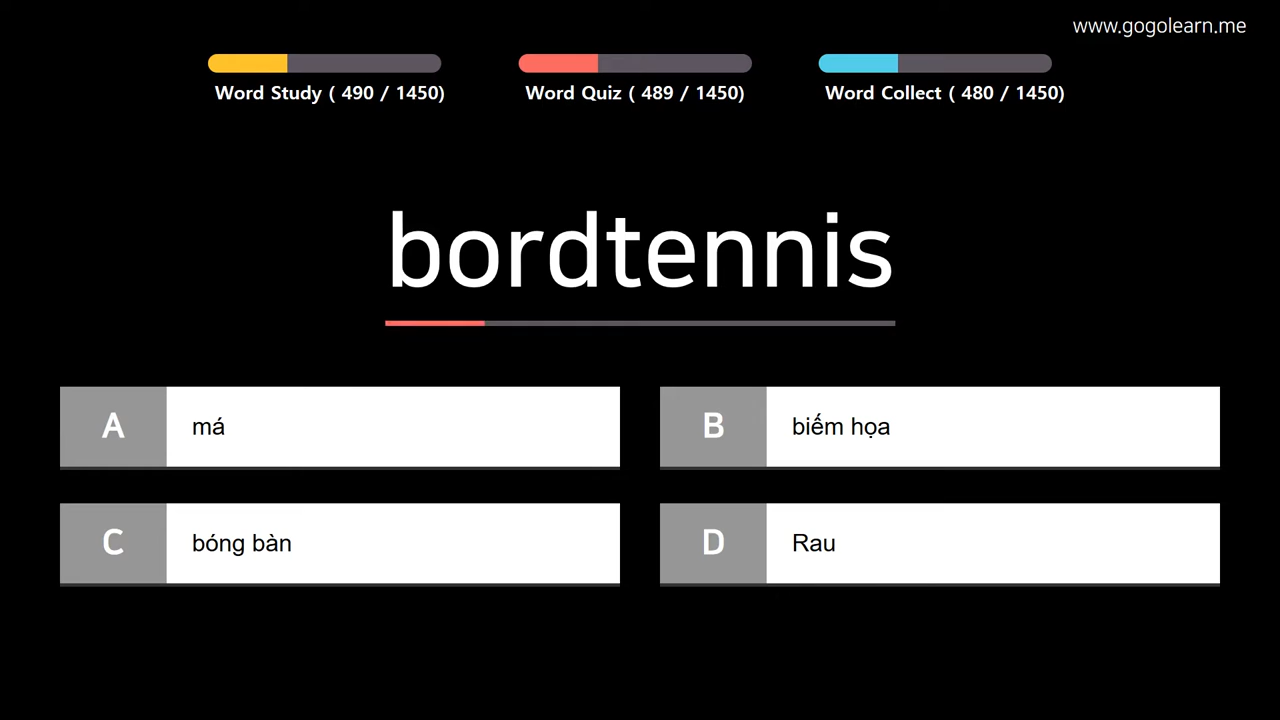 www.gogolearn.me
Word Study ( 490 / 1450)
Word Quiz ( 489 / 1450)
Word Collect ( 480 / 1450)
bordtennis
A má
B biếm họa
C bóng bàn
D Rau